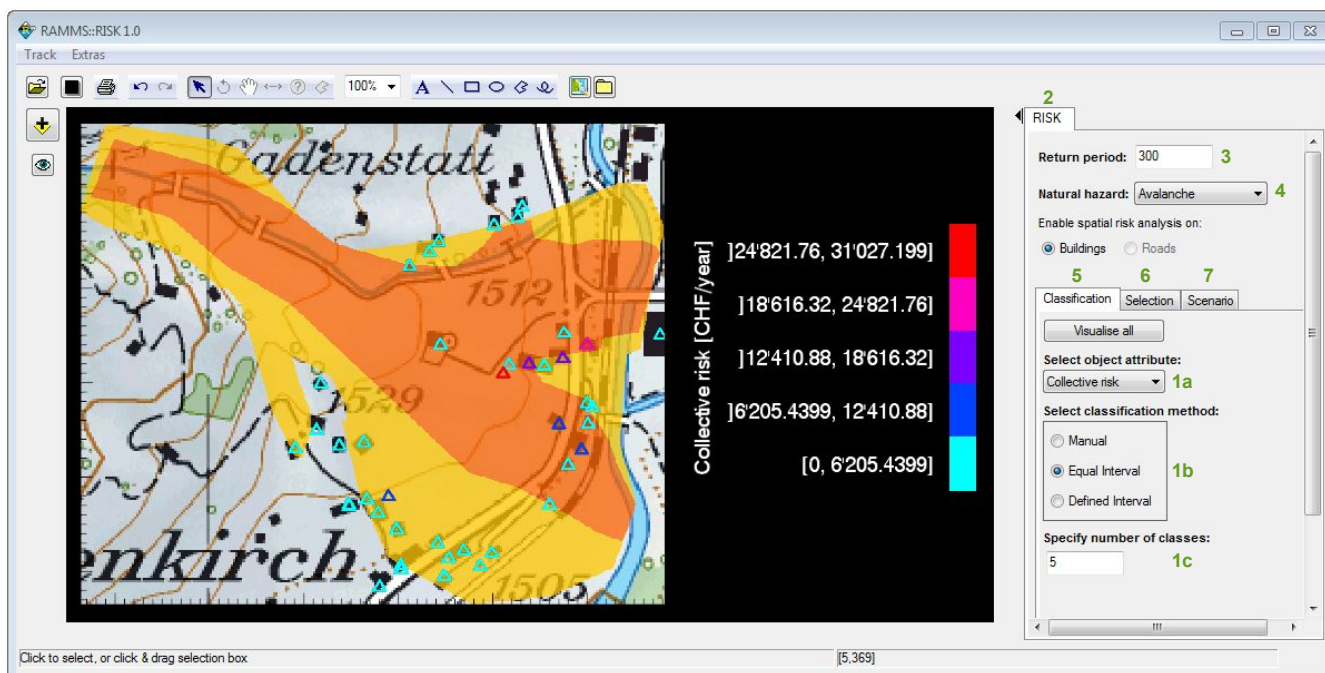 RAMMS::RISK 1.0
Track Extras
100%
A
2
RISK
Return period: 300 3
Natural hazard: Avalanche 4
Enable spatial risk analysis on:
Buildings Roads
5 6 7
Classification Selection Scenario
Visualise all
Select object attribute:
Collective risk 1a
Select classification method:
Manual
Equal Interval 1b
Defined Interval
Specify number of classes:
5 1c
Gadenstatt
1512
1529
enkirch
1505
Collective risk [CHF/year]
]24'821.76, 31'027.199]
]18'616.32, 24'821.76]
]12'410.88, 18'616.32]
]6'205.4399, 12'410.88]
[0, 6'205.4399]
Click to select, or click & drag selection box
[5,369]